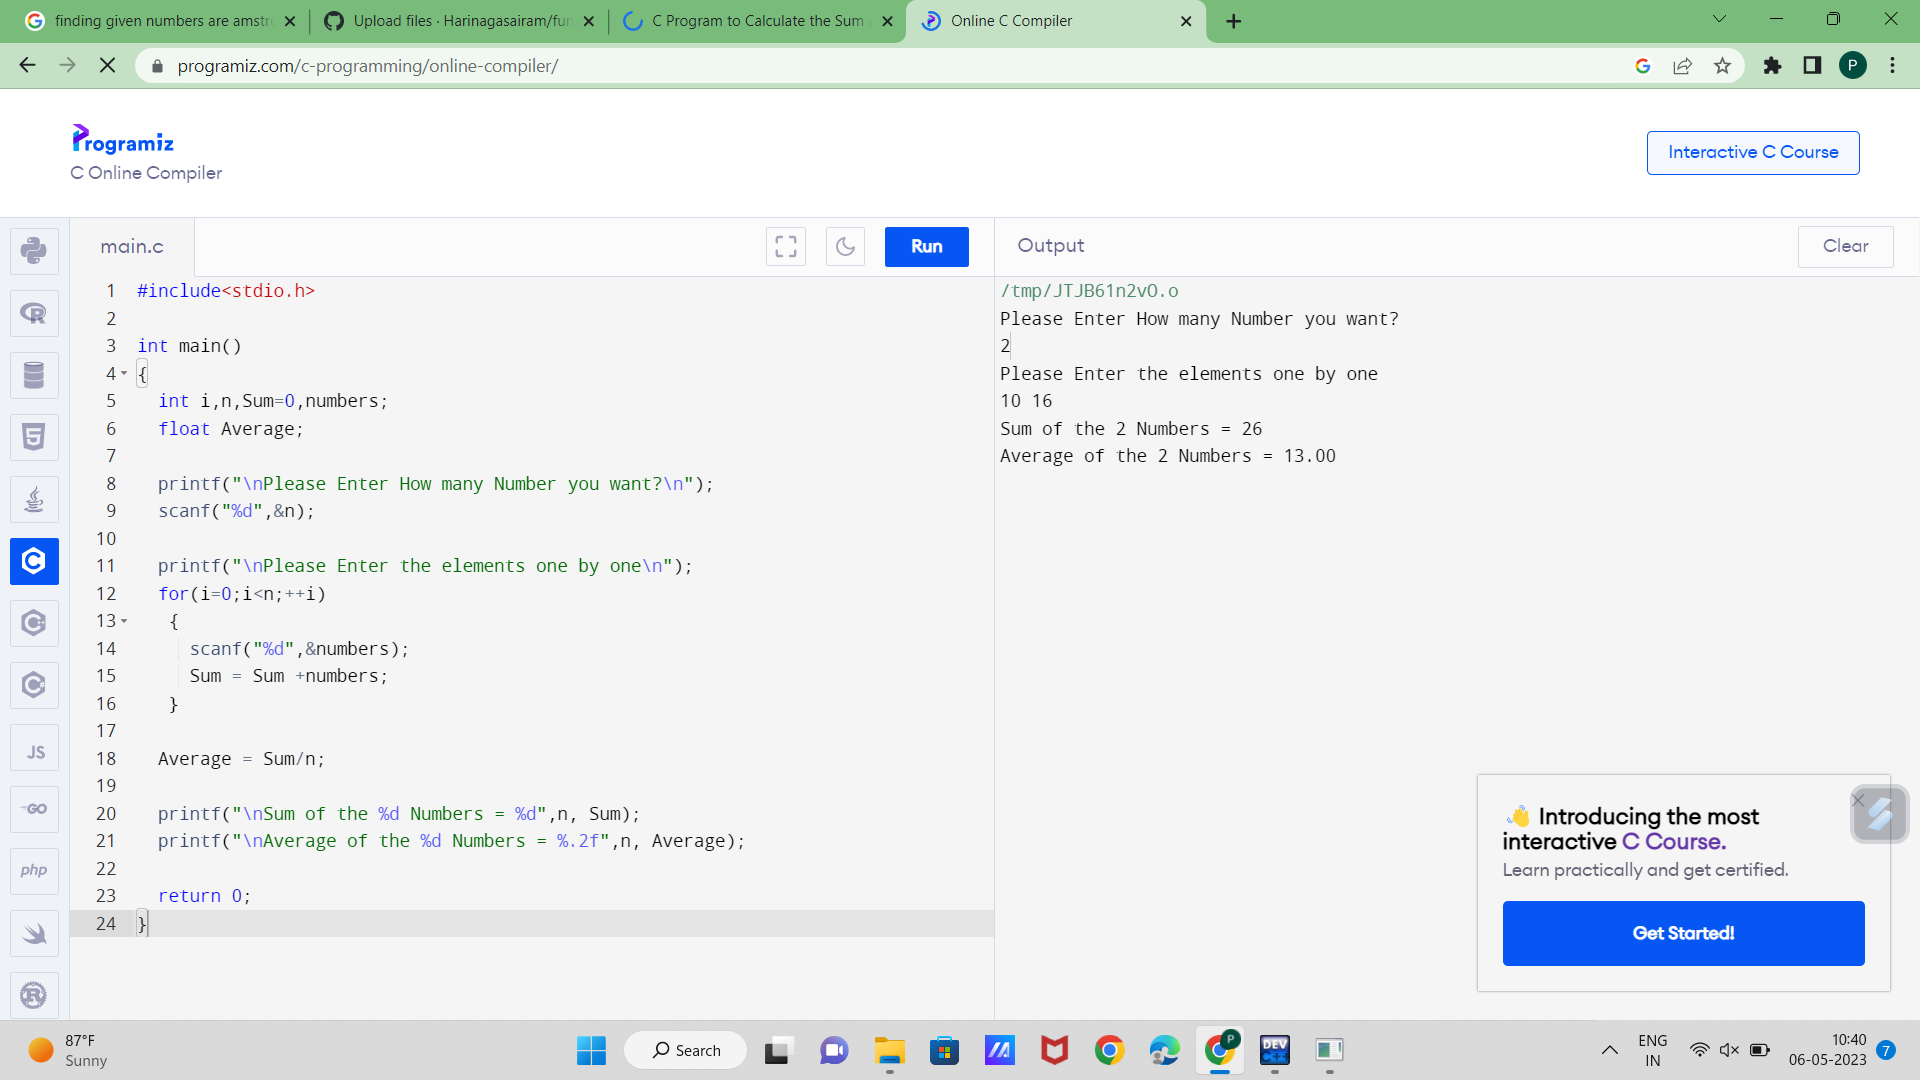 finding given numbers are amstr
Upload files · Harinagasairam/fun
C Program to Calculate the Sum
Online C Compiler
programiz.com/c-programming/online-compiler/
P
Programiz
C Online Compiler
Interactive C Course
main.c
Run
Output
Clear
1 #include<stdio.h>
2
3 int main()
4 {
5 int i,n,Sum=0,numbers;
6 float Average;
7
8 printf("\nPlease Enter How many Number you want?\n");
9 scanf("%d",&n);
10
11 printf("\nPlease Enter the elements one by one\n");
12 for(i=0;i<n;++i)
13 {
14 scanf("%d",&numbers);
15 Sum = Sum +numbers;
16 }
17
18 Average = Sum/n;
19
20 printf("\nSum of the %d Numbers = %d",n, Sum);
21 printf("\nAverage of the %d Numbers = %.2f",n, Average);
22
23 return 0;
24 }
/tmp/JTJB61n2vO.o
Please Enter How many Number you want?
2
Please Enter the elements one by one
10 16
Sum of the 2 Numbers = 26
Average of the 2 Numbers = 13.00
JS
GO
php
👋 Introducing the most
interactive C Course.
Learn practically and get certified.
Get Started!
87°F
Sunny
Search
P
DEV
C++
ENG
IN
10:40
06-05-2023
7